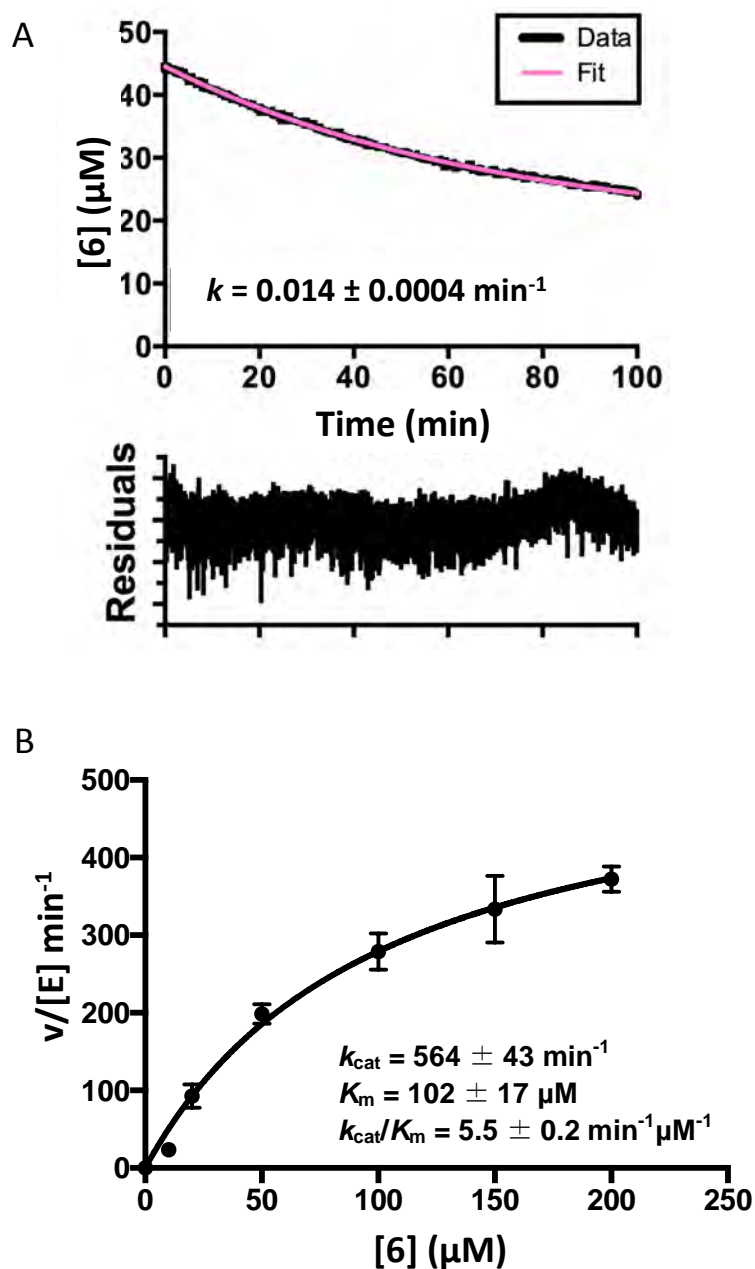 A
50
40
30
20
10
0
[6] (µM)
Data
Fit
k = 0.014 ± 0.0004 min-1
0 20 40 60 80 100
Time (min)
Residuals
B
500
400
300
200
100
0
v/[E] min-1
kcat = 564 ± 43 min-1
Km = 102 ± 17 µM
kcat/Km = 5.5 ± 0.2 min-1µM-1
0 50 100 150 200 250
[6] (µM)